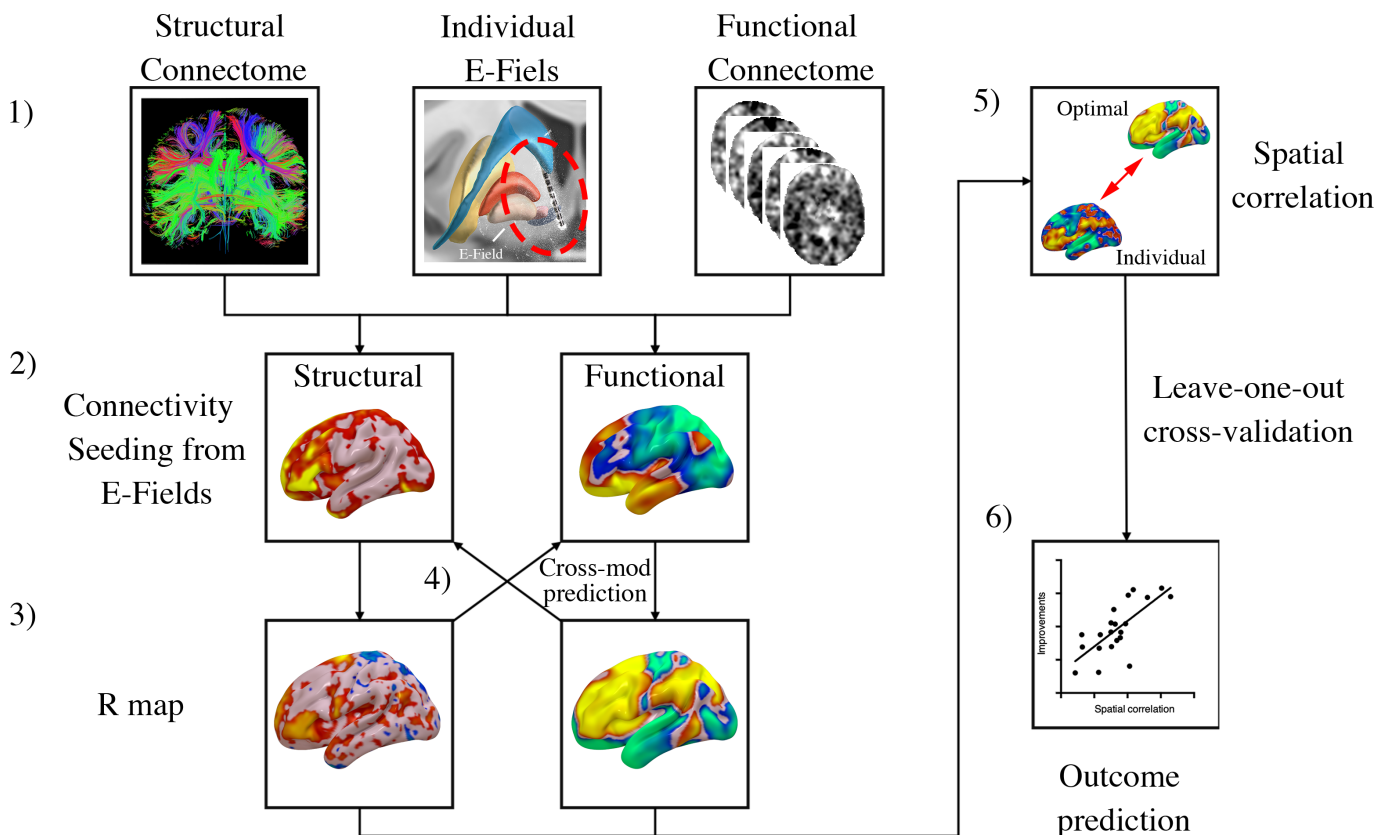 Structural
Connectome
Individual
E-Fiels
Functional
Connectome
1)
E-Field
5)
Optimal
Individual
Spatial
correlation
2)
Connectivity
Seeding from
E-Fields
Structural
Functional
Leave-one-out
cross-validation
4)
Cross-mod
prediction
3)
R map
6)
Improvements
Spatial correlation
Outcome
prediction